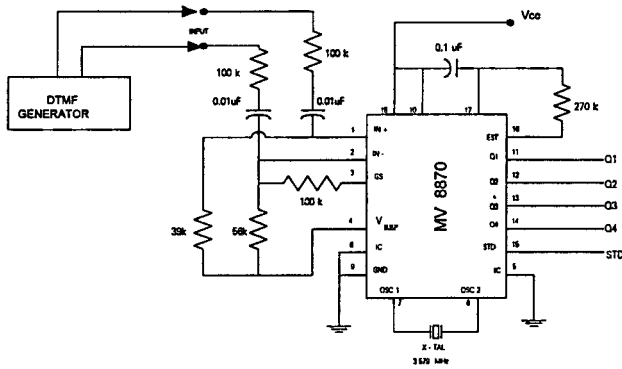 Vcc
INPUT
0.1 uF
100 k
100 k
DTMF
GENERATOR
0.01uF
0.01uF
18
10
17
270 k
1
IN +
EST
16
2
IN -
Q1
11
Q1
3
GS
MV 8870
Q2
12
Q2
100 k
Q3
13
Q3
39k
56k
4
V
Q4
14
Q4
STD
15
STD
IC
9
GND
IC
5
OSC 1
OSC 2
7
X - TAL
3 579 MHz